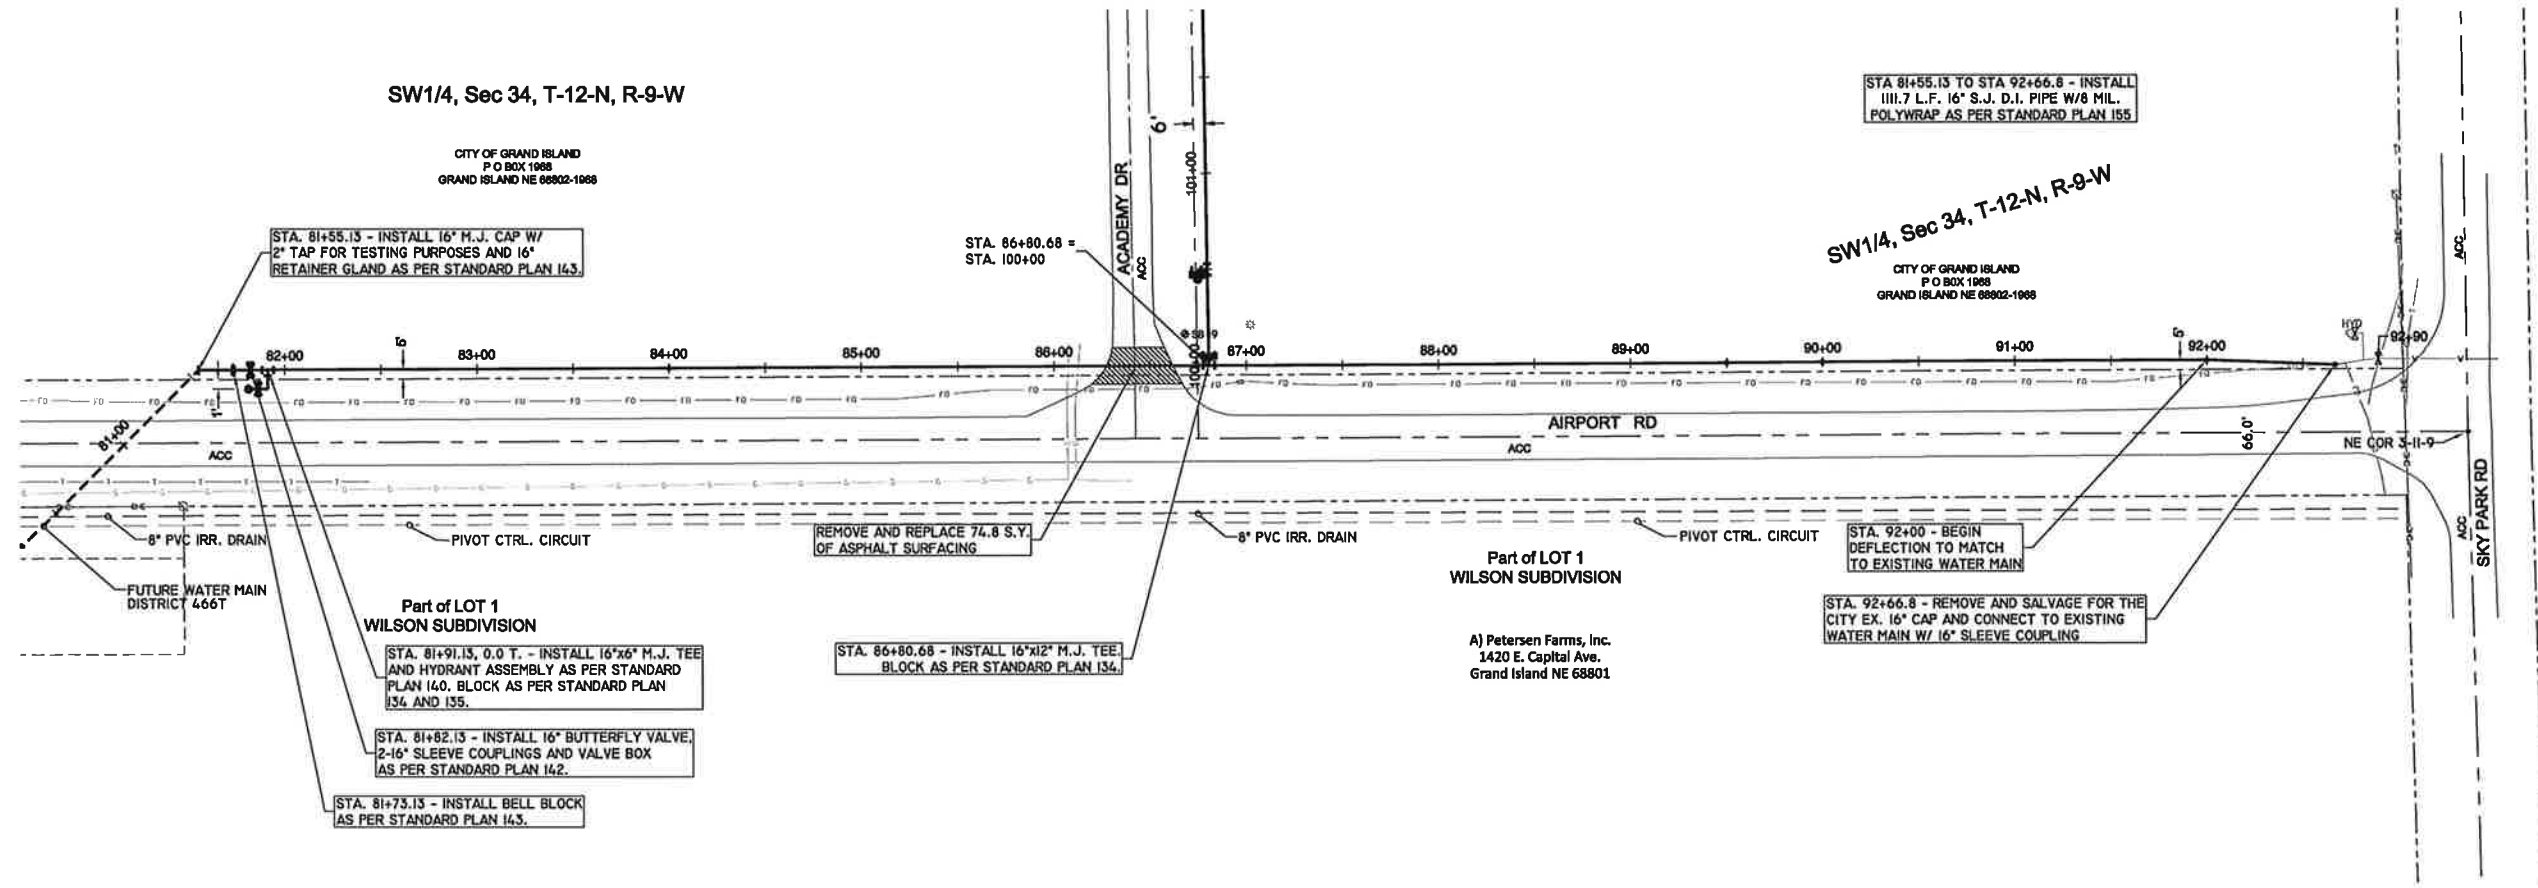 SW1/4, Sec 34, T-12-N, R-9-W
CITY OF GRAND ISLAND
P O BOX 1968
GRAND ISLAND NE 68802-1968
STA. 81+55.13 - INSTALL 16" M.J. CAP W/
2" TAP FOR TESTING PURPOSES AND 16"
RETAINER GLAND AS PER STANDARD PLAN 143.
ACADEMY DR
ACC
6'
101+00
STA. 86+80.68 =
STA. 100+00
100+00
STA 81+55.13 TO STA 92+66.8 - INSTALL
1111.7 L.F. 16" S.J. D.I. PIPE W/8 MIL.
POLYWRAP AS PER STANDARD PLAN 155
SW1/4, Sec 34, T-12-N, R-9-W
CITY OF GRAND ISLAND
P O BOX 1968
GRAND ISLAND NE 68802-1968
ACC
HYD
81+00
82+00
83+00
84+00
85+00
86+00
87+00
88+00
89+00
90+00
91+00
92+00
92+90
1'
AIRPORT RD
ACC
ACC
66.0'
NE COR 3-11-9
SKY PARK RD
ACC
8" PVC IRR. DRAIN
PIVOT CTRL. CIRCUIT
FUTURE WATER MAIN
DISTRICT 466T
REMOVE AND REPLACE 74.8 S.Y.
OF ASPHALT SURFACING
8" PVC IRR. DRAIN
PIVOT CTRL. CIRCUIT
STA. 92+00 - BEGIN
DEFLECTION TO MATCH
TO EXISTING WATER MAIN
Part of LOT 1
WILSON SUBDIVISION
Part of LOT 1
WILSON SUBDIVISION
STA. 92+66.8 - REMOVE AND SALVAGE FOR THE
CITY EX. 16" CAP AND CONNECT TO EXISTING
WATER MAIN W/ 16" SLEEVE COUPLING
A) Petersen Farms, Inc.
1420 E. Capital Ave.
Grand Island NE 68801
STA. 81+91.13, 0.0 T. - INSTALL 16"x6" M.J. TEE
AND HYDRANT ASSEMBLY AS PER STANDARD
PLAN 140. BLOCK AS PER STANDARD PLAN
134 AND 135.
STA. 86+80.68 - INSTALL 16"x12" M.J. TEE.
BLOCK AS PER STANDARD PLAN 134.
STA. 81+82.13 - INSTALL 16" BUTTERFLY VALVE,
2-16" SLEEVE COUPLINGS AND VALVE BOX
AS PER STANDARD PLAN 142.
STA. 81+73.13 - INSTALL BELL BLOCK
AS PER STANDARD PLAN 143.